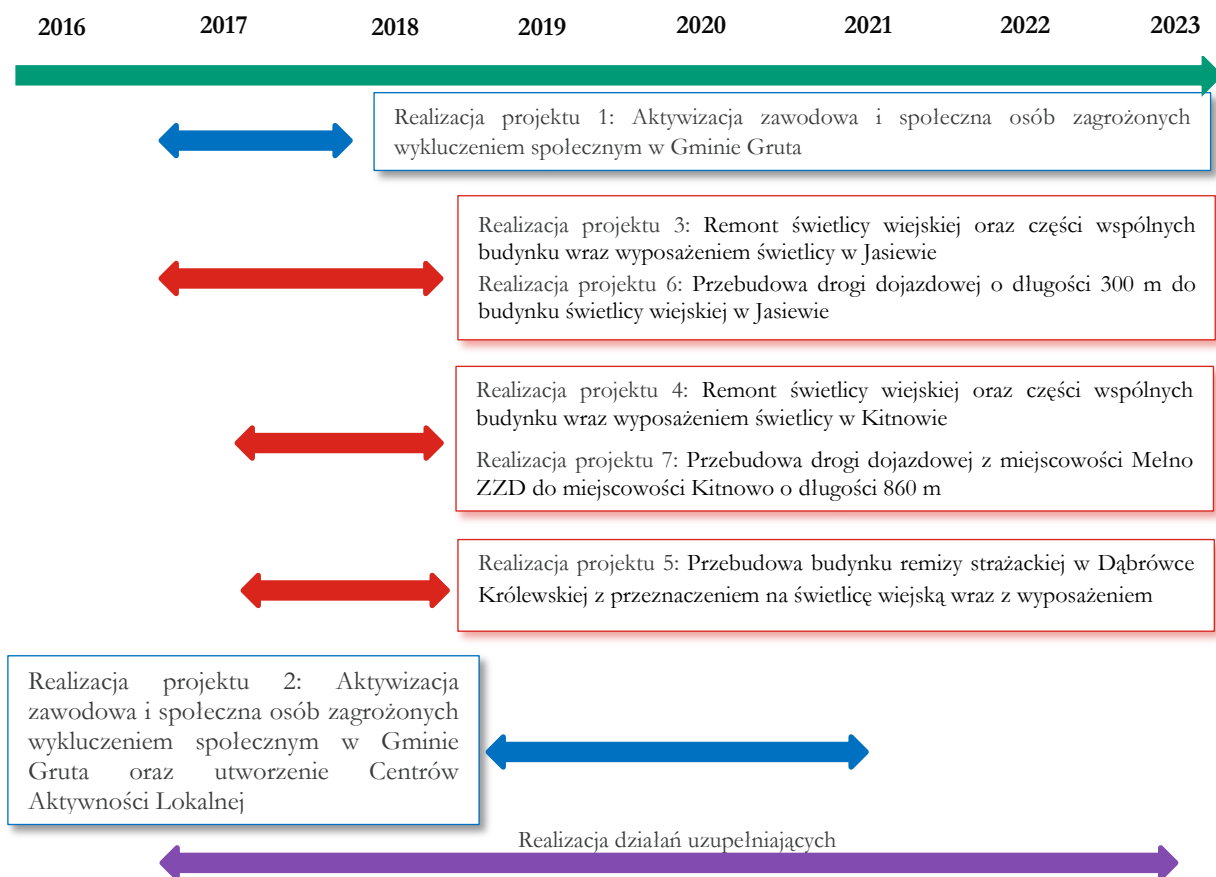 2016 2017 2018 2019 2020 2021 2022 2023
Realizacja projektu 1: Aktywizacja zawodowa i społeczna osób zagrożonych
wykluczeniem społecznym w Gminie Gruta
Realizacja projektu 3: Remont świetlicy wiejskiej oraz części wspólnych
budynku wraz wyposażeniem świetlicy w Jasiewie
Realizacja projektu 6: Przebudowa drogi dojazdowej o długości 300 m do
budynku świetlicy wiejskiej w Jasiewie
Realizacja projektu 4: Remont świetlicy wiejskiej oraz części wspólnych
budynku wraz wyposażeniem świetlicy w Kitnowie
Realizacja projektu 7: Przebudowa drogi dojazdowej z miejscowości Mełno
ZZD do miejscowości Kitnowo o długości 860 m
Realizacja projektu 5: Przebudowa budynku remizy strażackiej w Dąbrówce
Królewskiej z przeznaczeniem na świetlicę wiejską wraz z wyposażeniem
Realizacja projektu 2: Aktywizacja
zawodowa i społeczna osób zagrożonych
wykluczeniem społecznym w Gminie
Gruta oraz utworzenie Centrów
Aktywności Lokalnej
Realizacja działań uzupełniających